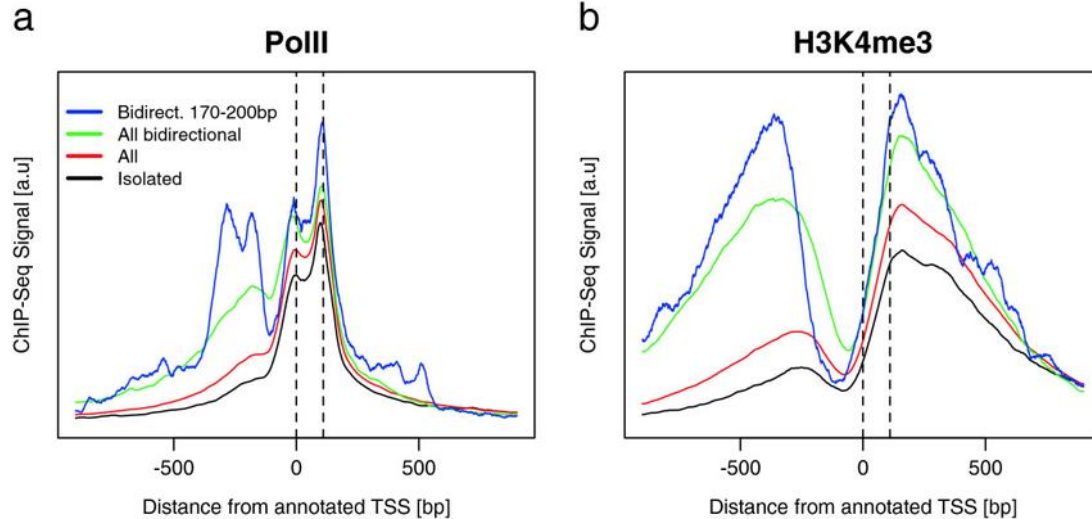 a
PolII
ChIP-Seq Signal [a.u]
Bidirect. 170-200bp
All bidirectional
All
Isolated
-500 0 500
Distance from annotated TSS [bp]
b
H3K4me3
ChIP-Seq Signal [a.u]
-500 0 500
Distance from annotated TSS [bp]